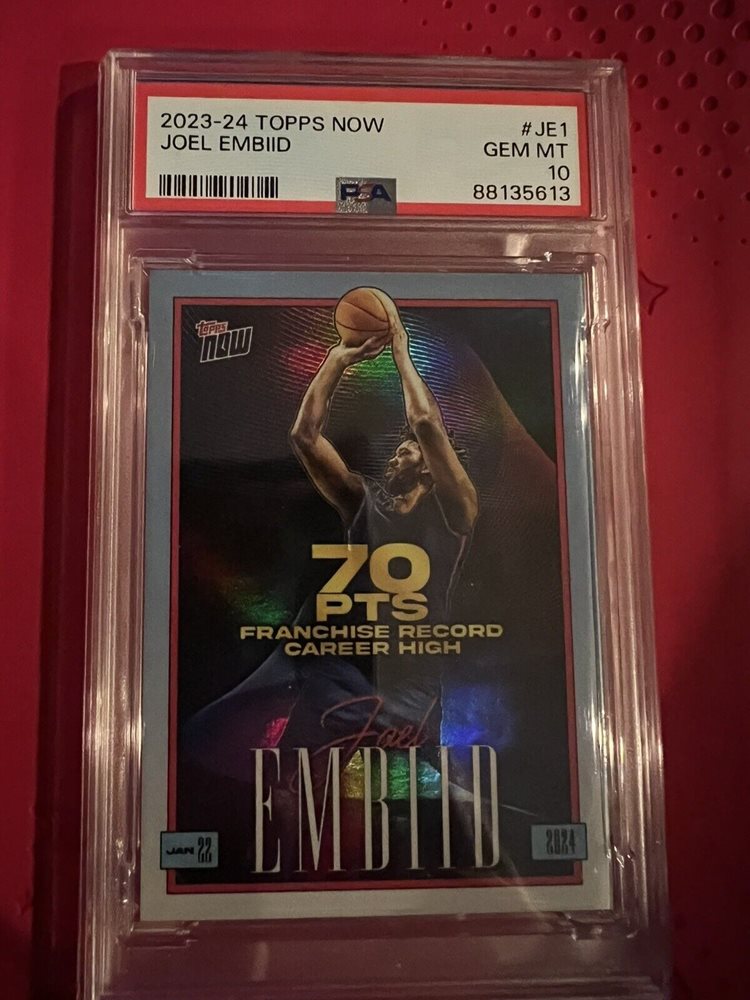 2023-24 TOPPS NOW #JE1
JOEL EMBIID GEM MT
10
88135613
PSA
TOPPS
NOW
70
PTS
FRANCHISE RECORD
CAREER HIGH
Joel
EMBIID
JAN 22 2024